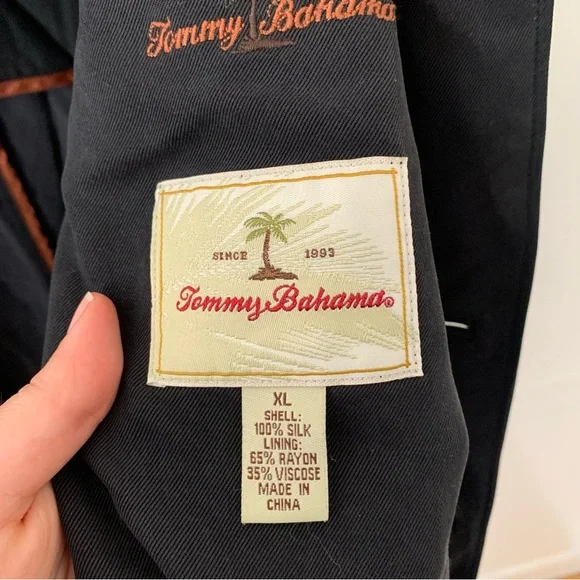 Tommy Bahama
SINCE 1993
Tommy Bahama®
XL
SHELL:
100% SILK
LINING:
65% RAYON
35% VISCOSE
MADE IN
CHINA